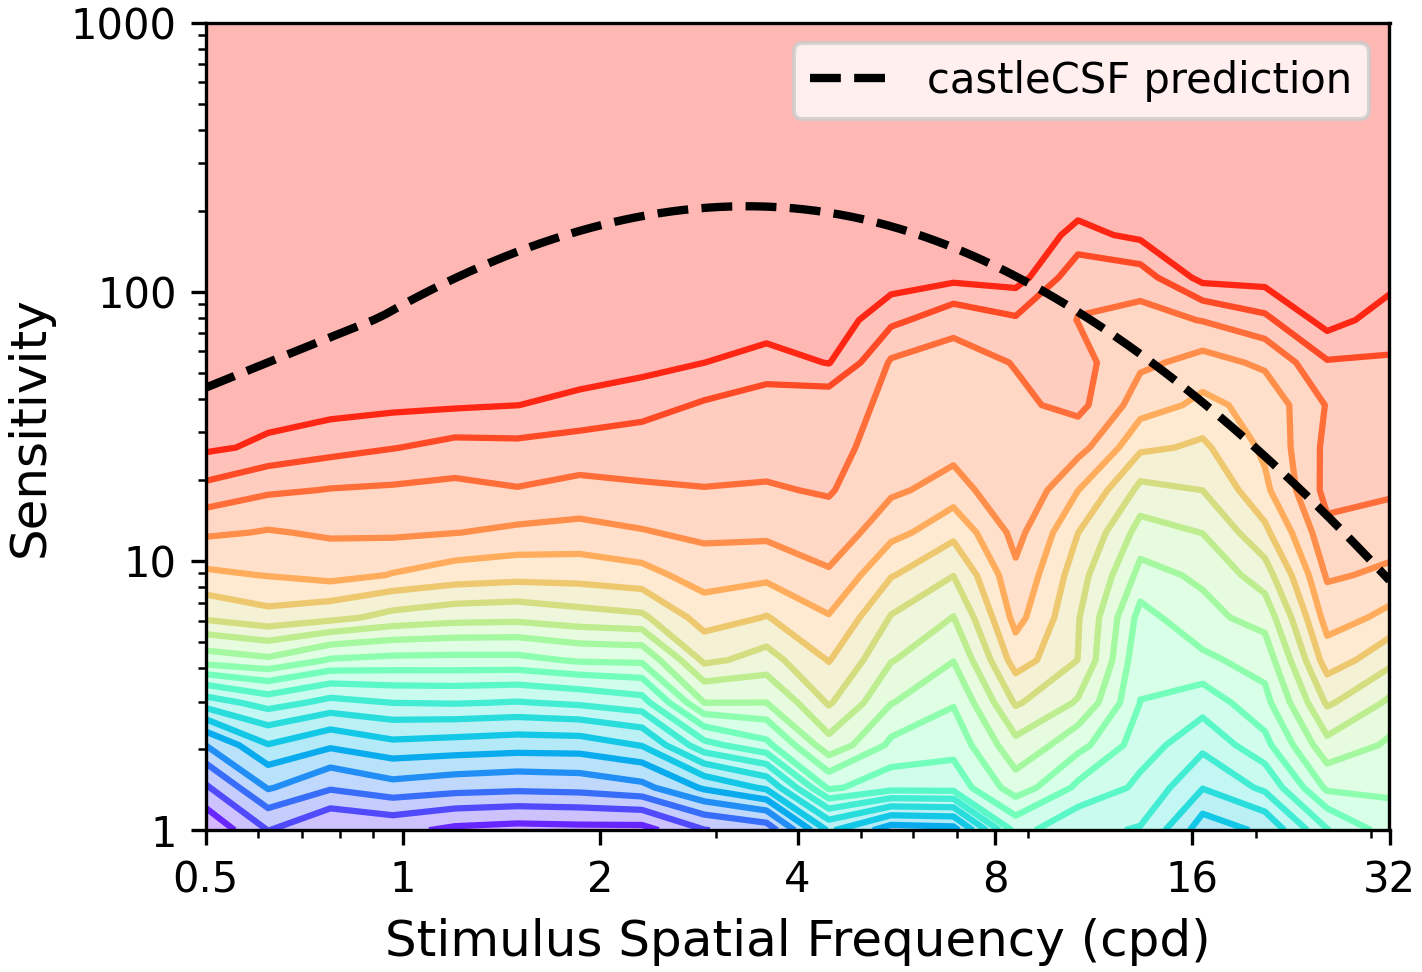 1000
100
10
1
Sensitivity
castleCSF prediction
0.5 1 2 4 8 16 32
Stimulus Spatial Frequency (cpd)